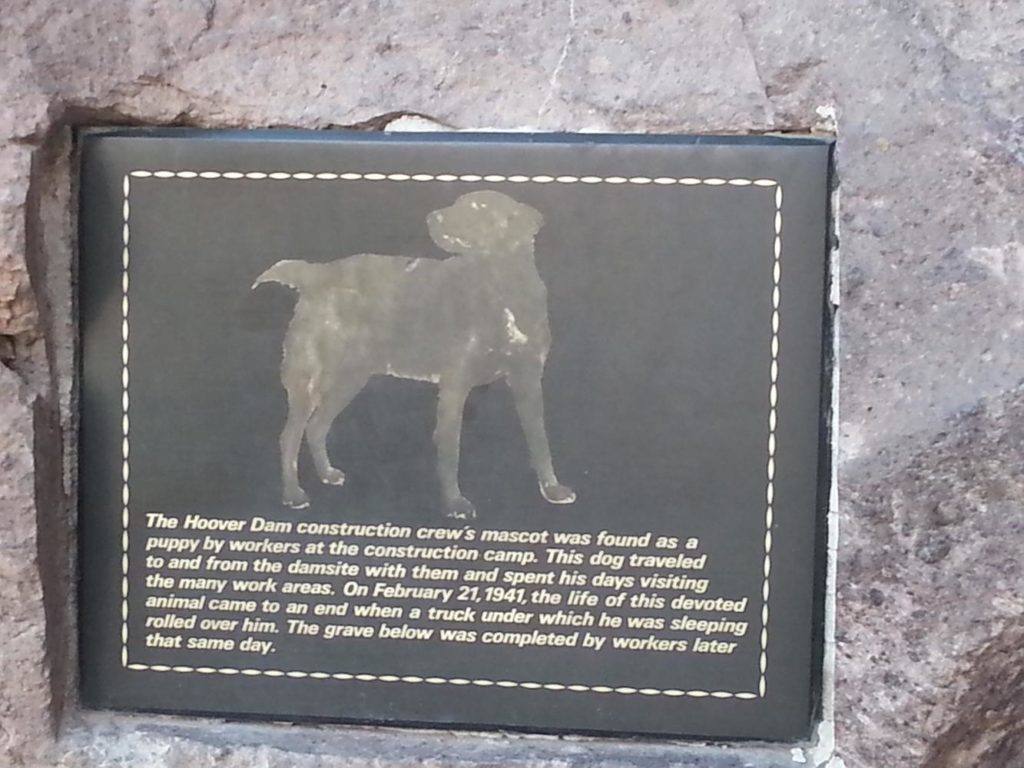 The Hoover Dam construction crew's mascot was found as a
puppy by workers at the construction camp. This dog traveled
to and from the damsite with them and spent his days visiting
the many work areas. On February 21, 1941, the life of this devoted
animal came to an end when a truck under which he was sleeping
rolled over him. The grave below was completed by workers later
that same day.